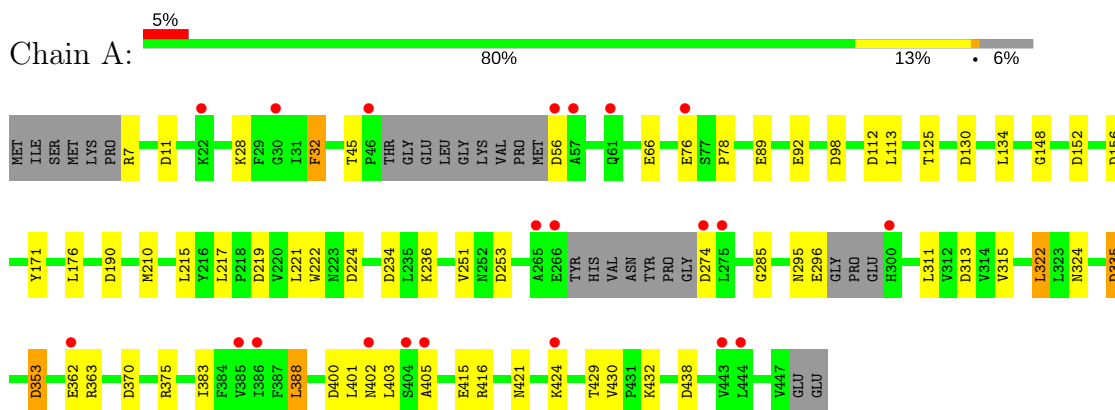 5%
Chain A:
80% 13% • 6%
MET ILE SER MET LYS PRO R7 D11 K22 K28 F29 G30 I31 F32 T45 P46 THR GLY GLU LEU GLY LYS VAL PRO MET D56 A57 Q61 E66 E76 S77 P78 E89 E92 D98 D112 L113 T125 D130 L134 G148 D152
Y171 L176 D190 M210 L215 Y216 L217 P218 D219 V220 L221 W222 N223 D224 D234 L235 K236 V251 N252 D253 A265 E266 TYR HIS VAL ASN TYR PRO GLY D274 L275 G285 N295 E296 GLY PRO GLU H300 L311 V312 D313 V314 V315 L322 L323 N324
D353 E362 R363 D370 R375 I383 F384 V385 I386 F387 L388 D400 L401 N402 L403 S404 A405 E415 R416 N421 K424 T429 V430 P431 K432 D438 V443 L444 V447 GLU GLU